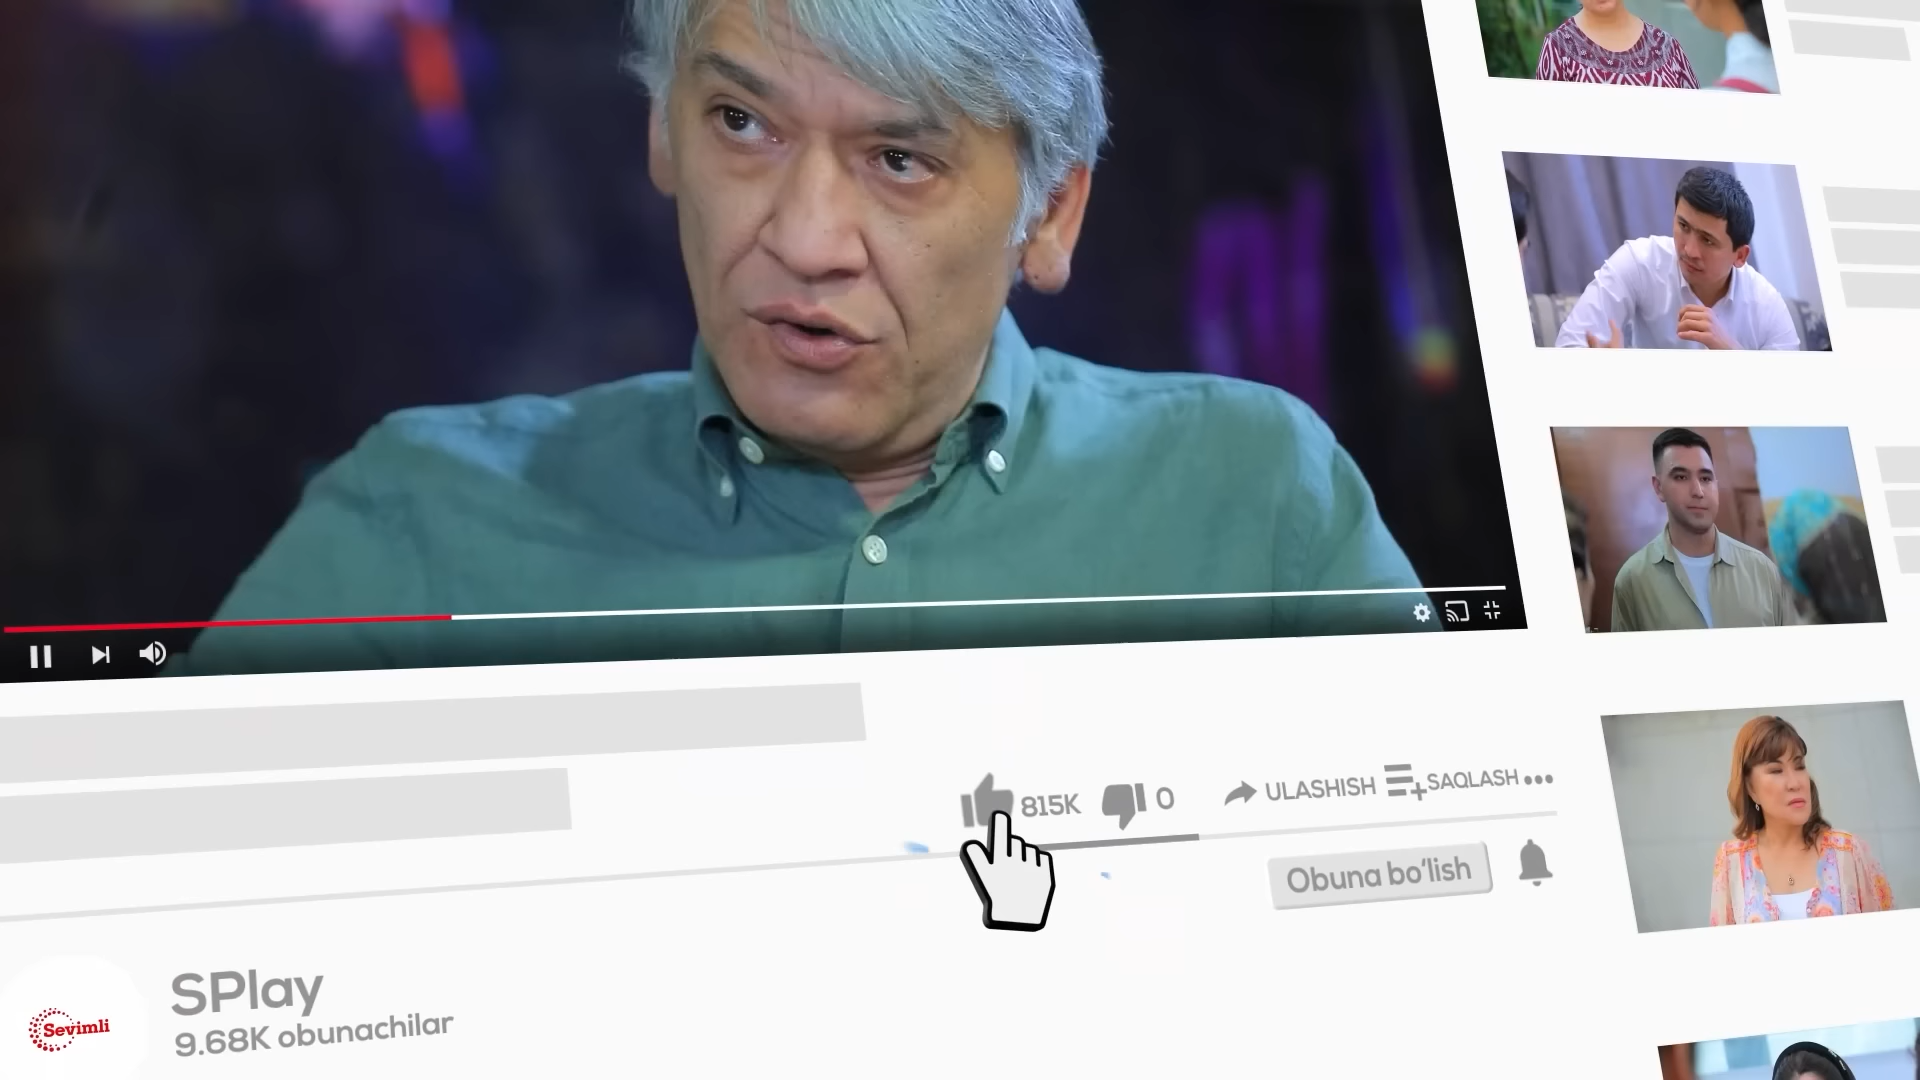 815K
0
ULASHISH
SAQLASH
Obuna bo‘lish
SPlay
9.68K obunachilar
Sevimli